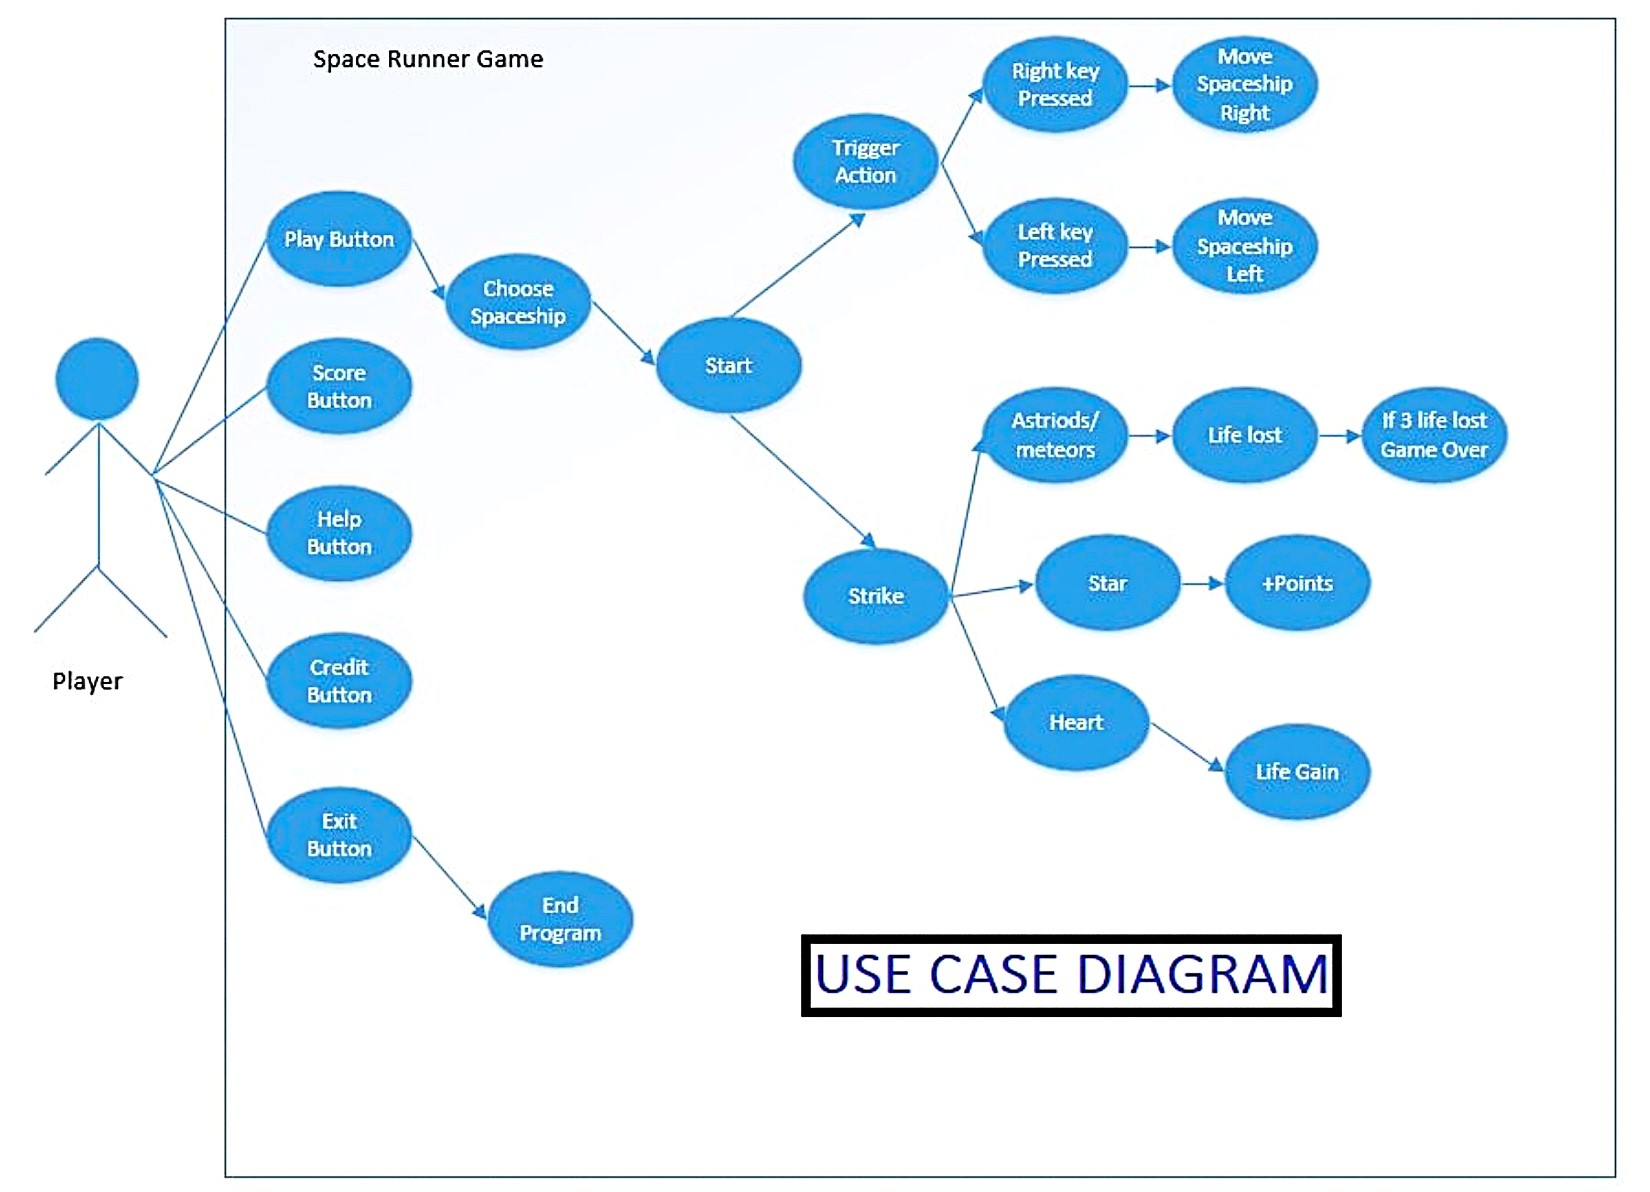 Space Runner Game
Right key
Pressed
Move
Spaceship
Right
Trigger
Action
Left key
Pressed
Move
Spaceship
Left
Play Button
Choose
Spaceship
Start
Score
Button
Astriods/
meteors
Life lost
If 3 life lost
Game Over
Help
Button
Strike
Star
+Points
Player
Credit
Button
Heart
Life Gain
Exit
Button
End
Program
USE CASE DIAGRAM